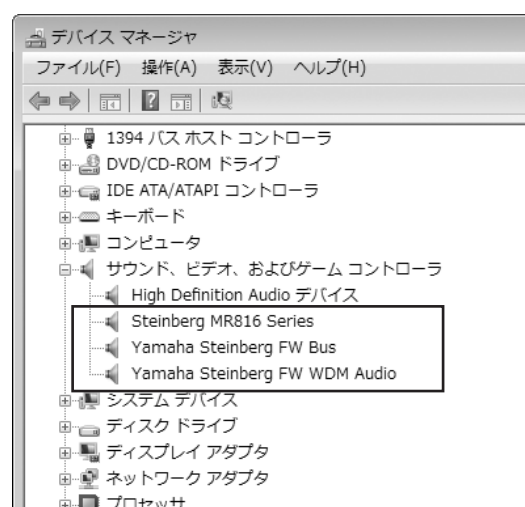 デバイス マネージャ
ファイル(F) 操作(A) 表示(V) ヘルプ(H)
1394 バス ホスト コントローラ
DVD/CD-ROM ドライブ
IDE ATA/ATAPI コントローラ
キーボード
コンピュータ
サウンド、ビデオ、およびゲーム コントローラ
High Definition Audio デバイス
Steinberg MR816 Series
Yamaha Steinberg FW Bus
Yamaha Steinberg FW WDM Audio
システム デバイス
ディスク ドライブ
ディスプレイ アダプタ
ネットワーク アダプタ
プロセッサ